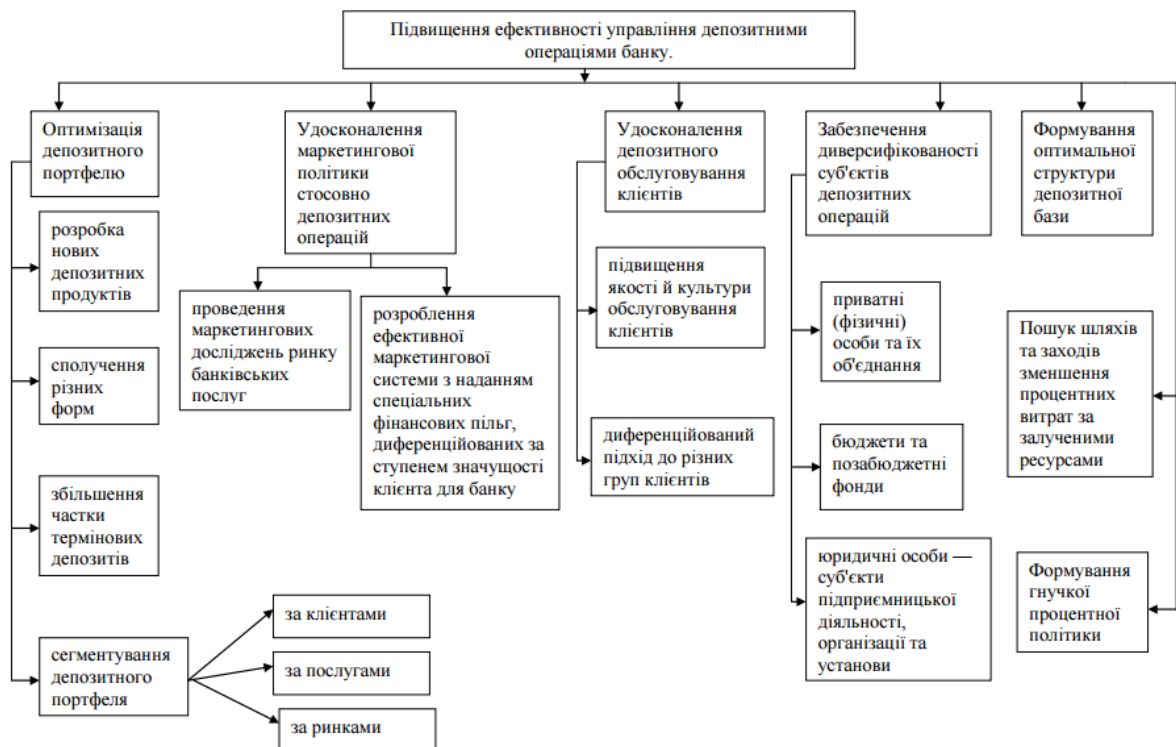 Підвищення ефективності управління депозитними
операціями банку.
Оптимізація
депозитного
портфелю
розробка
нових
депозитних
продуктів
сполучення
різних
форм
збільшення
частки
термінових
депозитів
сегментування
депозитного
портфеля
за клієнтами
за послугами
за ринками
Удосконалення
маркетингової
політики
стосовно
депозитних
операцій
проведення
маркетингових
досліджень ринку
банківських
послуг
розроблення
ефективної
маркетингової
системи з наданням
спеціальних
фінансових пільг,
диференційованих за
ступенем значущості
клієнта для банку
Удосконалення
депозитного
обслуговування
клієнтів
підвищення
якості й культури
обслуговування
клієнтів
диференційований
підхід до різних
груп клієнтів
Забезпечення
диверсифікованості
суб'єктів
депозитних
операцій
приватні
(фізичні)
особи та їх
об'єднання
бюджети та
позабюджетні
фонди
юридичні особи —
суб'єкти
підприємницької
діяльності,
організації та
установи
Формування
оптимальної
структури
депозитної
бази
Пошук шляхів
та заходів
зменшення
процентних
витрат за
залученими
ресурсами
Формування
гнучкої
процентної
політики